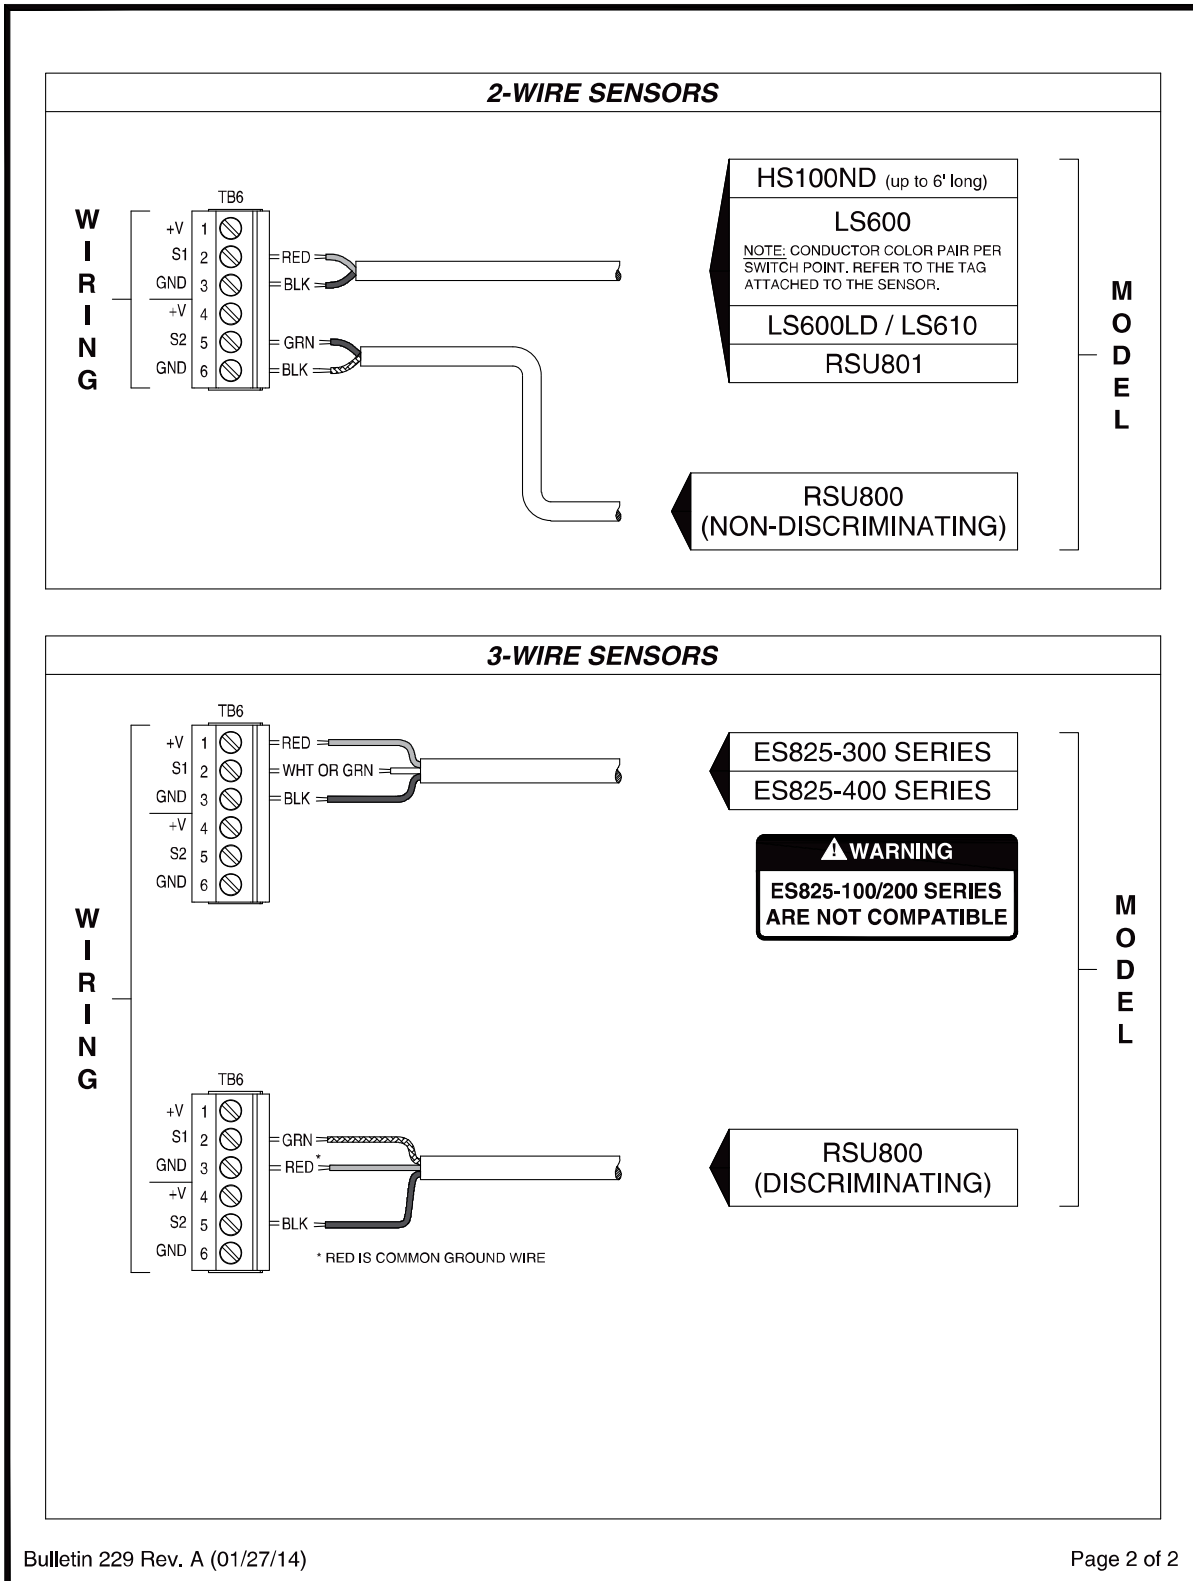 2-WIRE SENSORS
WIRING
TB6
+V 1
S1 2 RED
GND 3 BLK
+V 4
S2 5 GRN
GND 6 BLK
HS100ND (up to 6' long)
LS600
NOTE: CONDUCTOR COLOR PAIR PER
SWITCH POINT. REFER TO THE TAG
ATTACHED TO THE SENSOR.
LS600LD / LS610
RSU801
RSU800
(NON-DISCRIMINATING)
MODEL
3-WIRE SENSORS
WIRING
TB6
+V 1 RED
S1 2 WHT OR GRN
GND 3 BLK
+V 4
S2 5
GND 6
ES825-300 SERIES
ES825-400 SERIES
WARNING
ES825-100/200 SERIES
ARE NOT COMPATIBLE
MODEL
TB6
+V 1
S1 2 GRN
GND 3 RED*
+V 4
S2 5 BLK
GND 6
* RED IS COMMON GROUND WIRE
RSU800
(DISCRIMINATING)
Bulletin 229 Rev. A (01/27/14)
Page 2 of 2